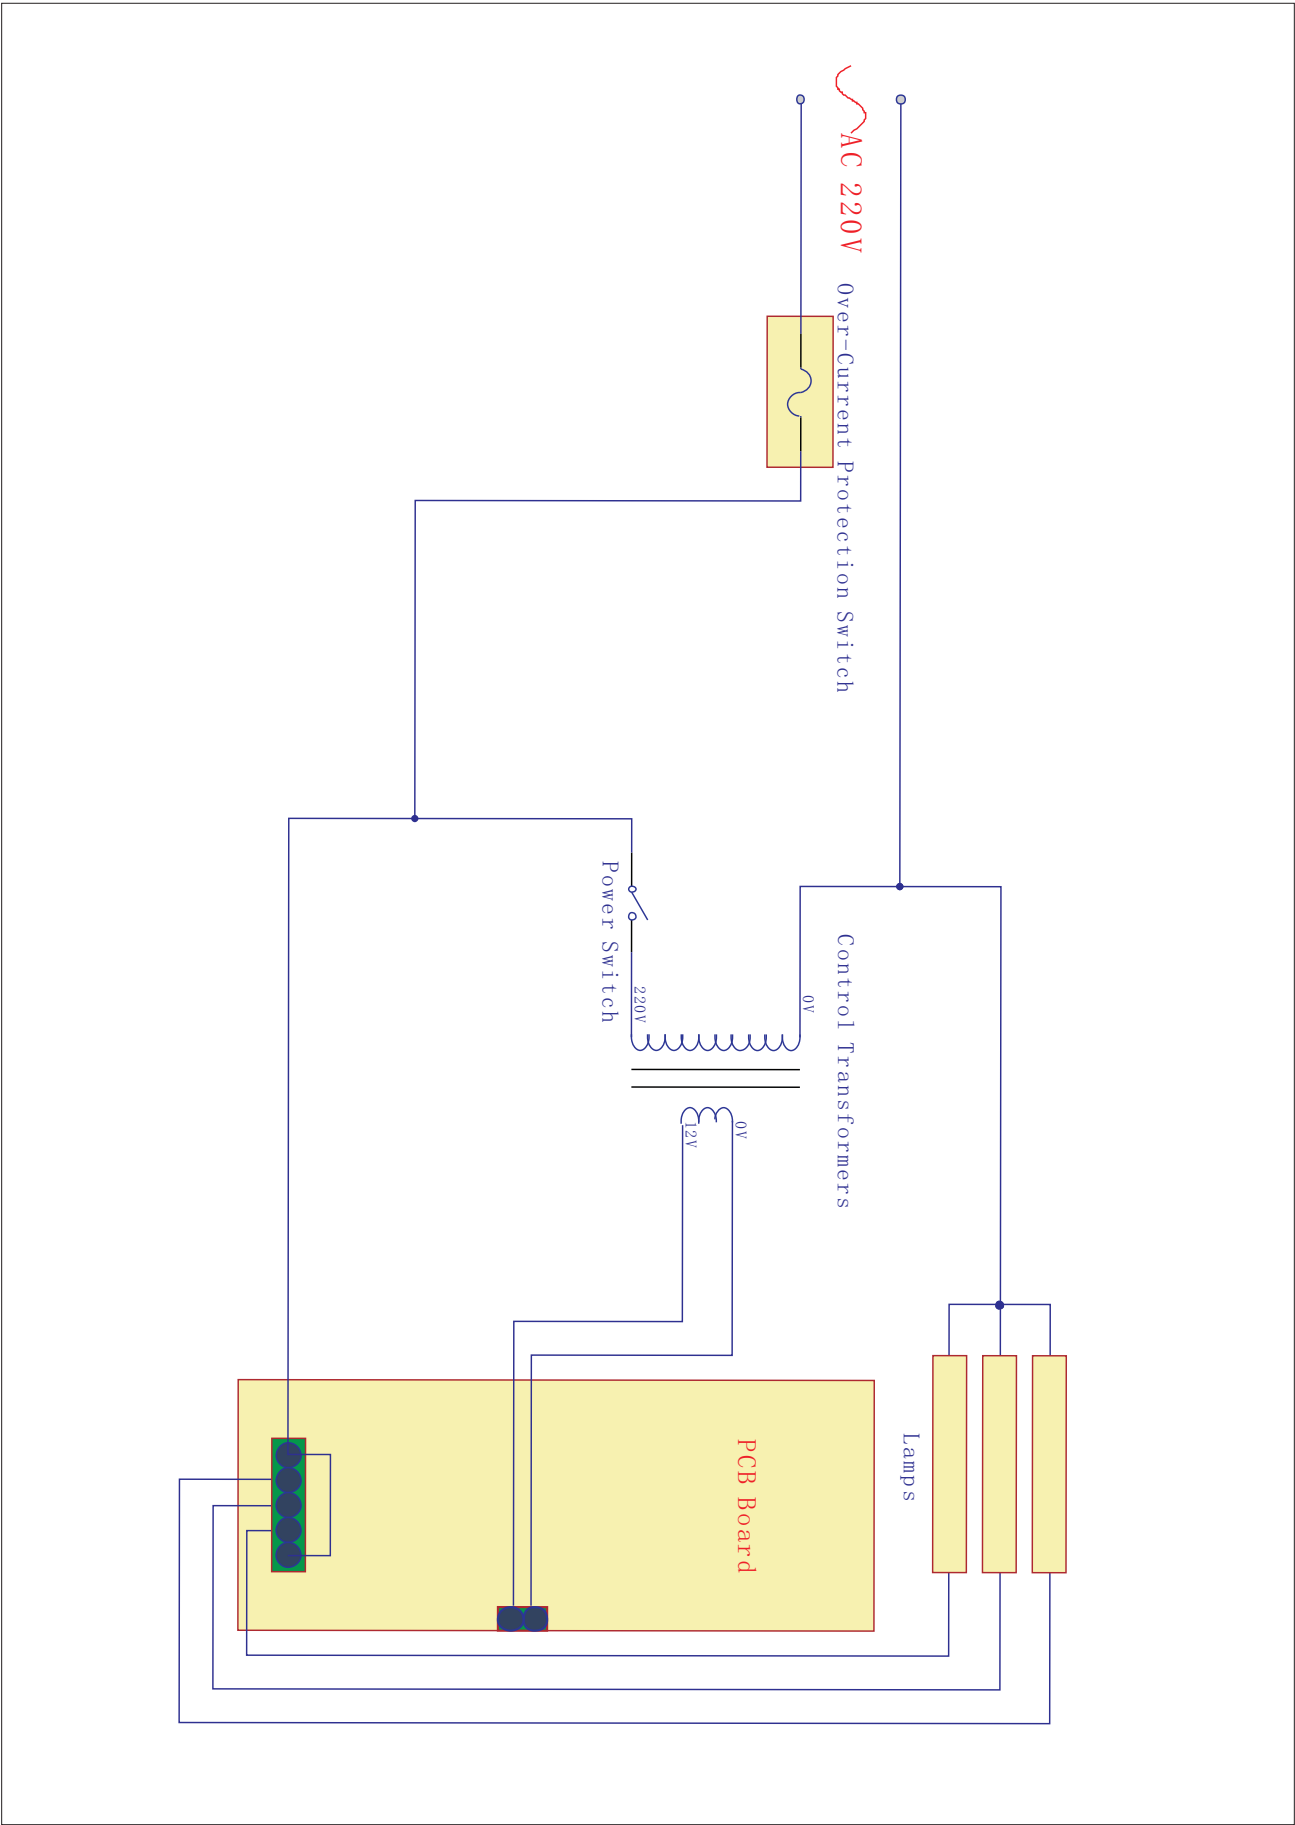 AC 220V
Over-Current Protection Switch
Power Switch
Control Transformers
220V
0V
12V
0V
Lamps
PCB Board